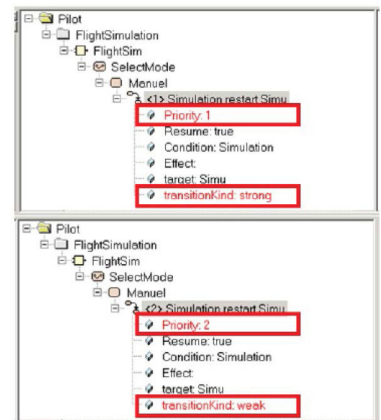 Pilot
FlightSimulation
FlightSim
SelectMode
Manuel
<1> Simulation restart Simu
Priority: 1
Resume: true
Condition: Simulation
Effect:
target: Simu
transitionKind: strong
Pilot
FlightSimulation
FlightSim
SelectMode
Manuel
<2> Simulation restart Simu
Priority: 2
Resume: true
Condition: Simulation
Effect:
target: Simu
transitionKind: weak